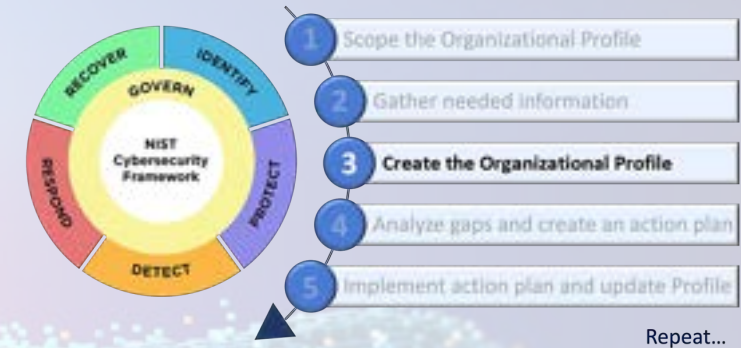 RECOVER
IDENTIFY
GOVERN
NIST
Cybersecurity
Framework
RESPOND
PROTECT
DETECT
1 Scope the Organizational Profile
2 Gather needed information
3 Create the Organizational Profile
4 Analyze gaps and create an action plan
5 Implement action plan and update Profile
Repeat...